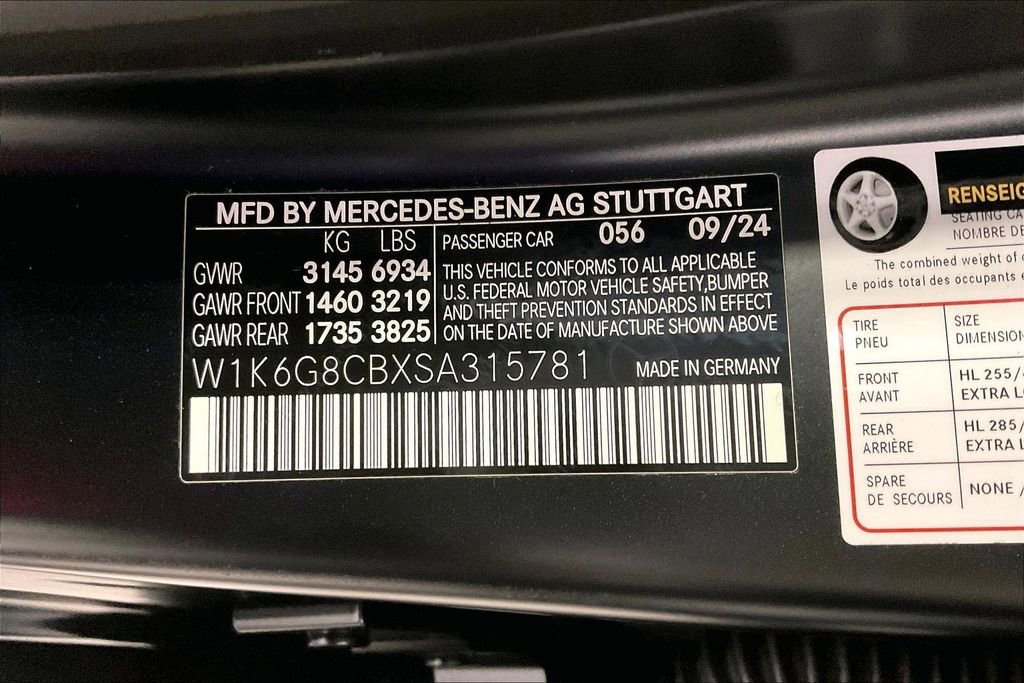 MFD BY MERCEDES-BENZ AG STUTTGART
KG LBS
GVWR 3145 6934
GAWR FRONT 1460 3219
GAWR REAR 1735 3825
PASSENGER CAR 056 09/24
THIS VEHICLE CONFORMS TO ALL APPLICABLE
U.S. FEDERAL MOTOR VEHICLE SAFETY,BUMPER
AND THEFT PREVENTION STANDARDS IN EFFECT
ON THE DATE OF MANUFACTURE SHOWN ABOVE
W1K6G8CBXSA315781 MADE IN GERMANY
RENSEIG
SEATING CA
NOMBRE DE
The combined weight of
Le poids total des occupants
TIRE SIZE
PNEU DIMENSION
FRONT HL 255/
AVANT EXTRA L
REAR HL 285/
ARRIÈRE EXTRA L
SPARE NONE /
DE SECOURS